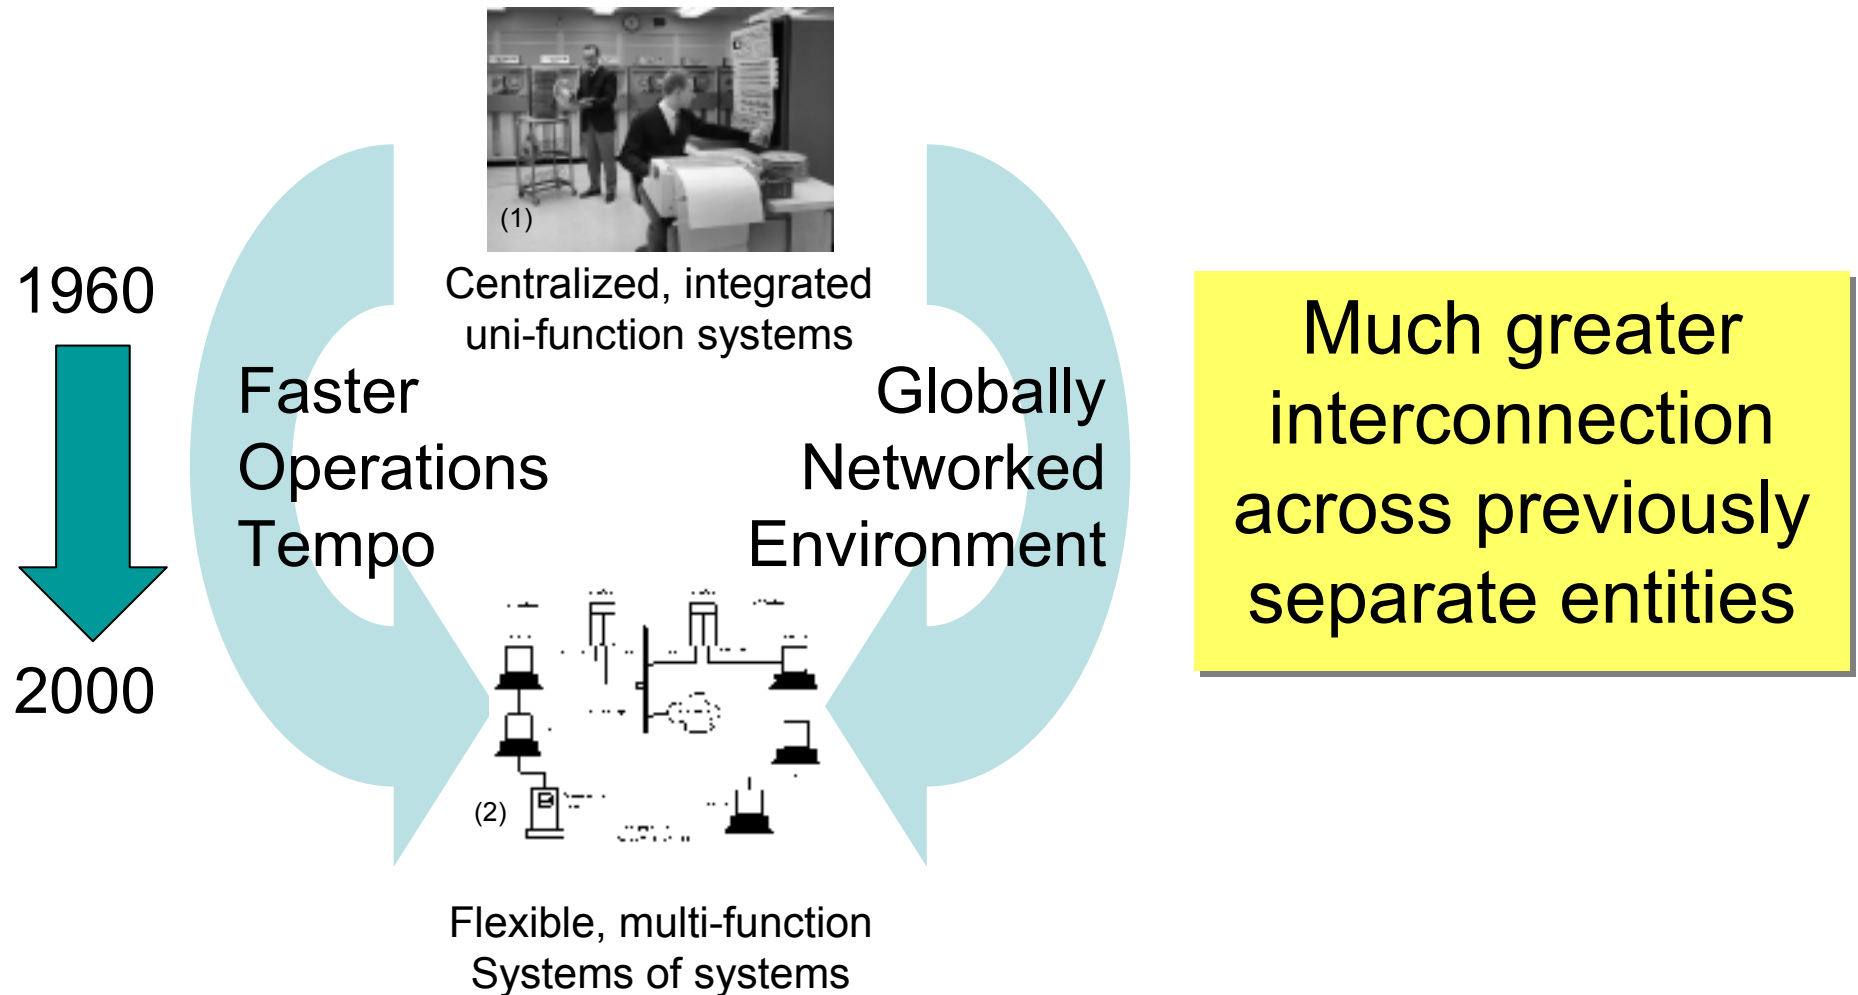 (1)
Centralized, integrated
uni-function systems
1960
2000
Faster
Operations
Tempo
Globally
Networked
Environment
(2)
Flexible, multi-function
Systems of systems
Much greater
interconnection
across previously
separate entities